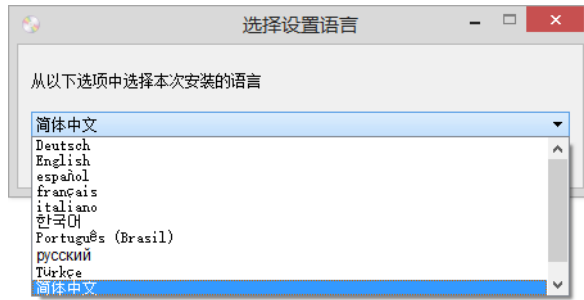 选择设置语言
从以下选项中选择本次安装的语言
简体中文
Deutsch
English
español
français
italiano
한국어
Português (Brasil)
русский
Türkçe
简体中文